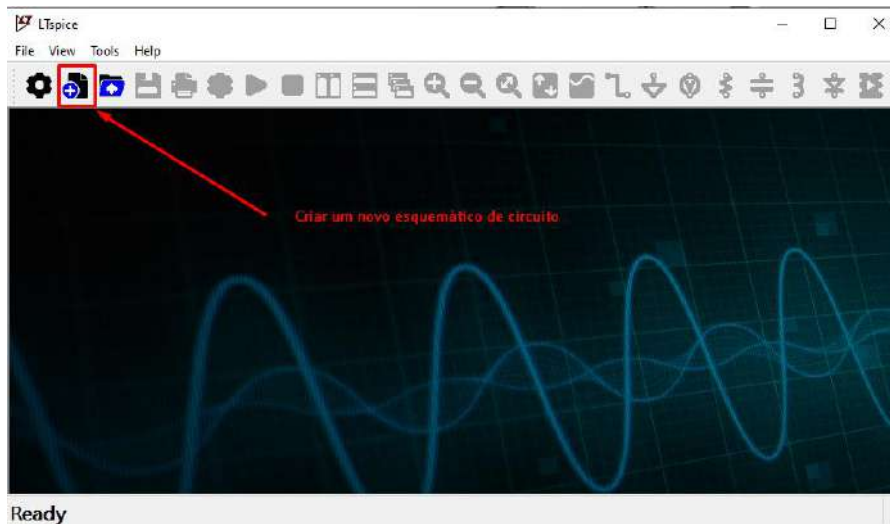 LTspice
File View Tools Help
Criar um novo esquemático de circuito
Ready